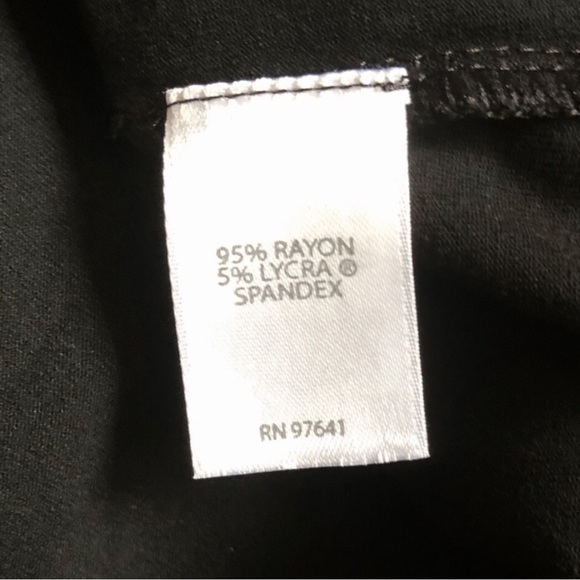 95% RAYON
5% LYCRA ®
SPANDEX
RN 97641